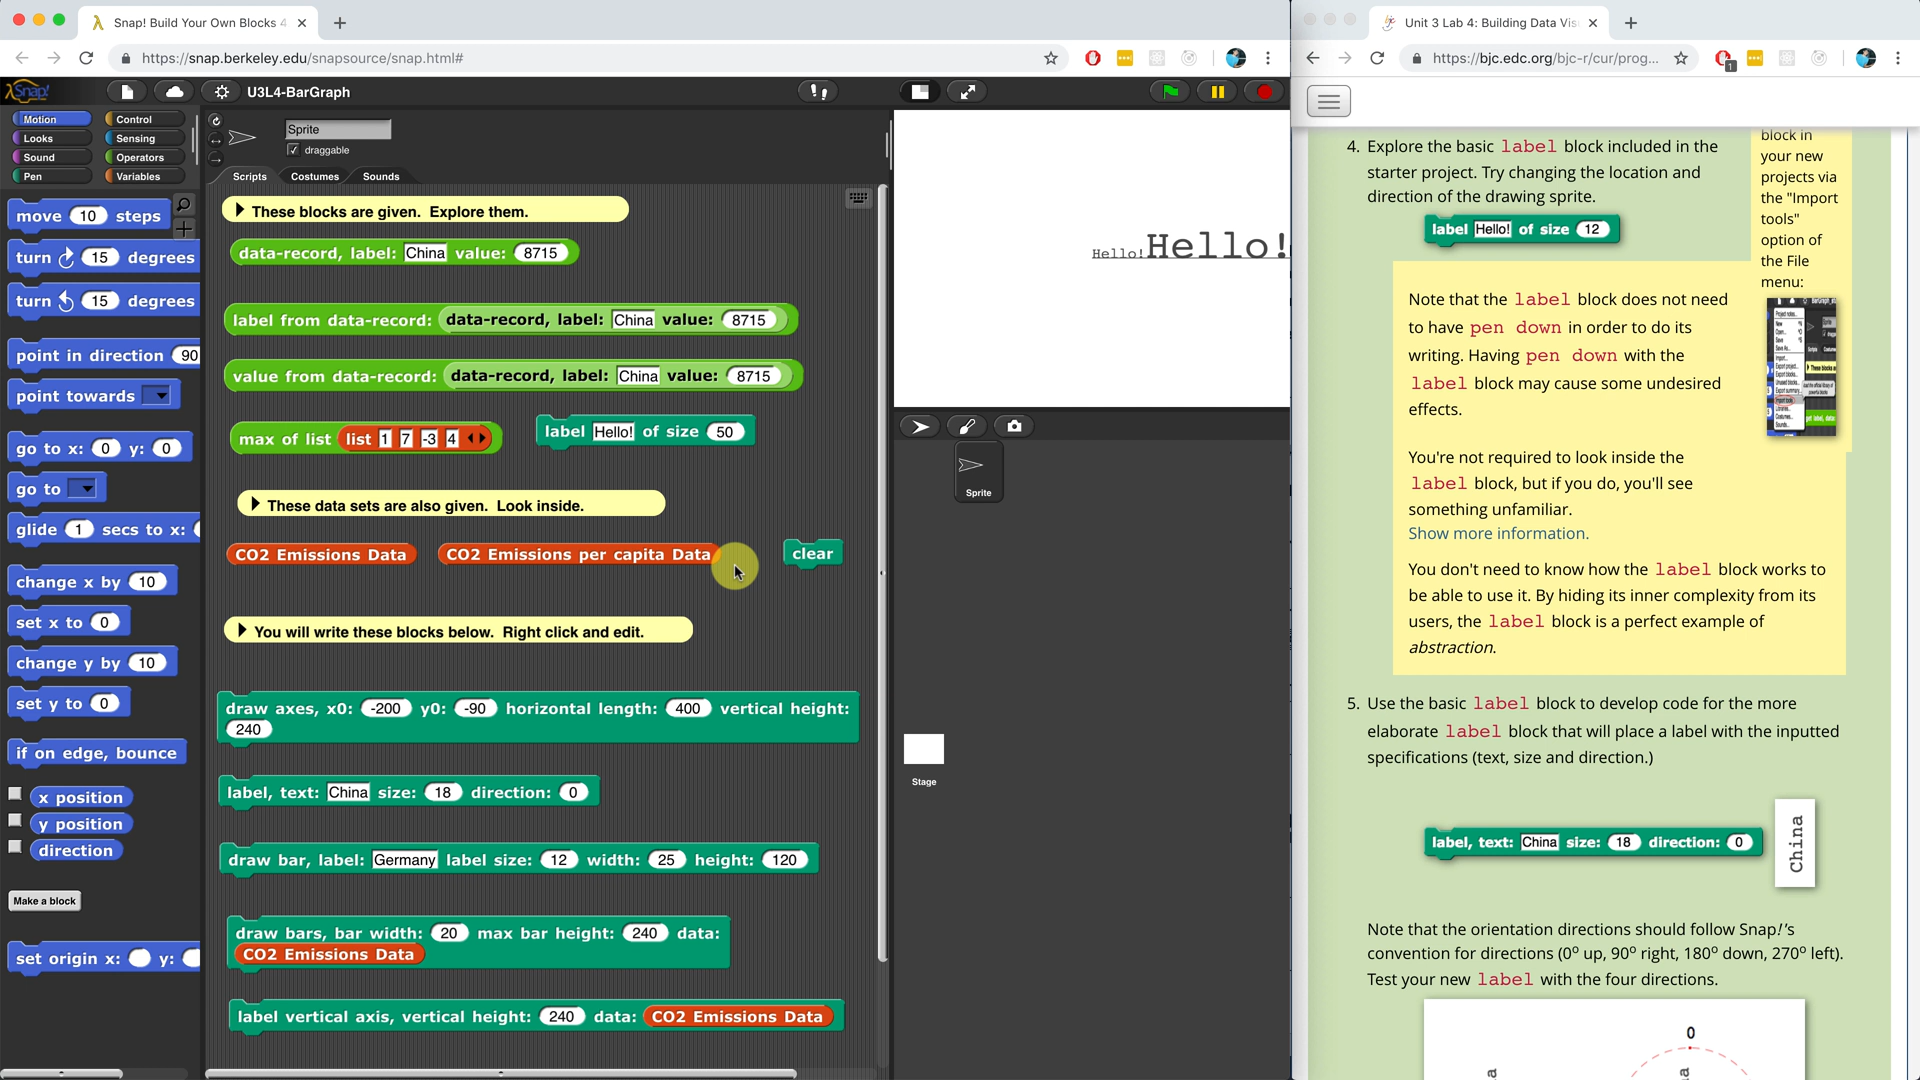 Snap! Build Your Own Blocks 4
https://snap.berkeley.edu/snapsource/snap.html#
Snap!
U3L4-BarGraph
Motion
Control
Looks
Sensing
Sound
Operators
Pen
Variables
move 10 steps
turn 15 degrees
turn 15 degrees
point in direction 90
point towards
go to x: 0 y: 0
go to
glide 1 secs to x:
change x by 10
set x to 0
change y by 10
set y to 0
if on edge, bounce
x position
y position
direction
Make a block
set origin x: y:
Sprite
draggable
Scripts
Costumes
Sounds
These blocks are given. Explore them.
data-record, label: China value: 8715
label from data-record: data-record, label: China value: 8715
value from data-record: data-record, label: China value: 8715
max of list list 1 7 -3 4
label Hello! of size 50
These data sets are also given. Look inside.
CO2 Emissions Data
CO2 Emissions per capita Data
clear
You will write these blocks below. Right click and edit.
draw axes, x0: -200 y0: -90 horizontal length: 400 vertical height:
240
label, text: China size: 18 direction: 0
draw bar, label: Germany label size: 12 width: 25 height: 120
draw bars, bar width: 20 max bar height: 240 data:
CO2 Emissions Data
label vertical axis, vertical height: 240 data: CO2 Emissions Data
Hello!Hello!
Sprite
Stage
Unit 3 Lab 4: Building Data Vis
https://bjc.edc.org/bjc-r/cur/prog...
1
4. Explore the basic label block included in the
starter project. Try changing the location and
direction of the drawing sprite.
label Hello! of size 12
block in
your new
projects via
the "Import
tools"
option of
the File
menu:
Note that the label block does not need
to have pen down in order to do its
writing. Having pen down with the
label block may cause some undesired
effects.
You're not required to look inside the
label block, but if you do, you'll see
something unfamiliar.
Show more information.
You don't need to know how the label block works to
be able to use it. By hiding its inner complexity from its
users, the label block is a perfect example of
abstraction.
5. Use the basic label block to develop code for the more
elaborate label block that will place a label with the inputted
specifications (text, size and direction.)
label, text: China size: 18 direction: 0
China
Note that the orientation directions should follow Snap!'s
convention for directions (0º up, 90º right, 180º down, 270º left).
Test your new label with the four directions.
0